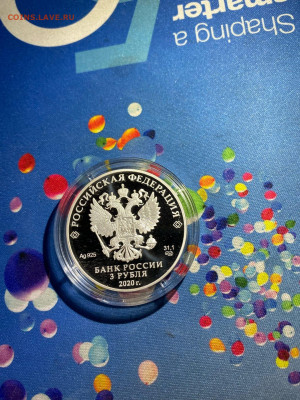 COINS.LAVE.RU
Shaping a
smarter
РОССИЙСКАЯ ФЕДЕРАЦИЯ
Ag 925
31,1
БАНК РОССИИ
3 РУБЛЯ
2020 г.